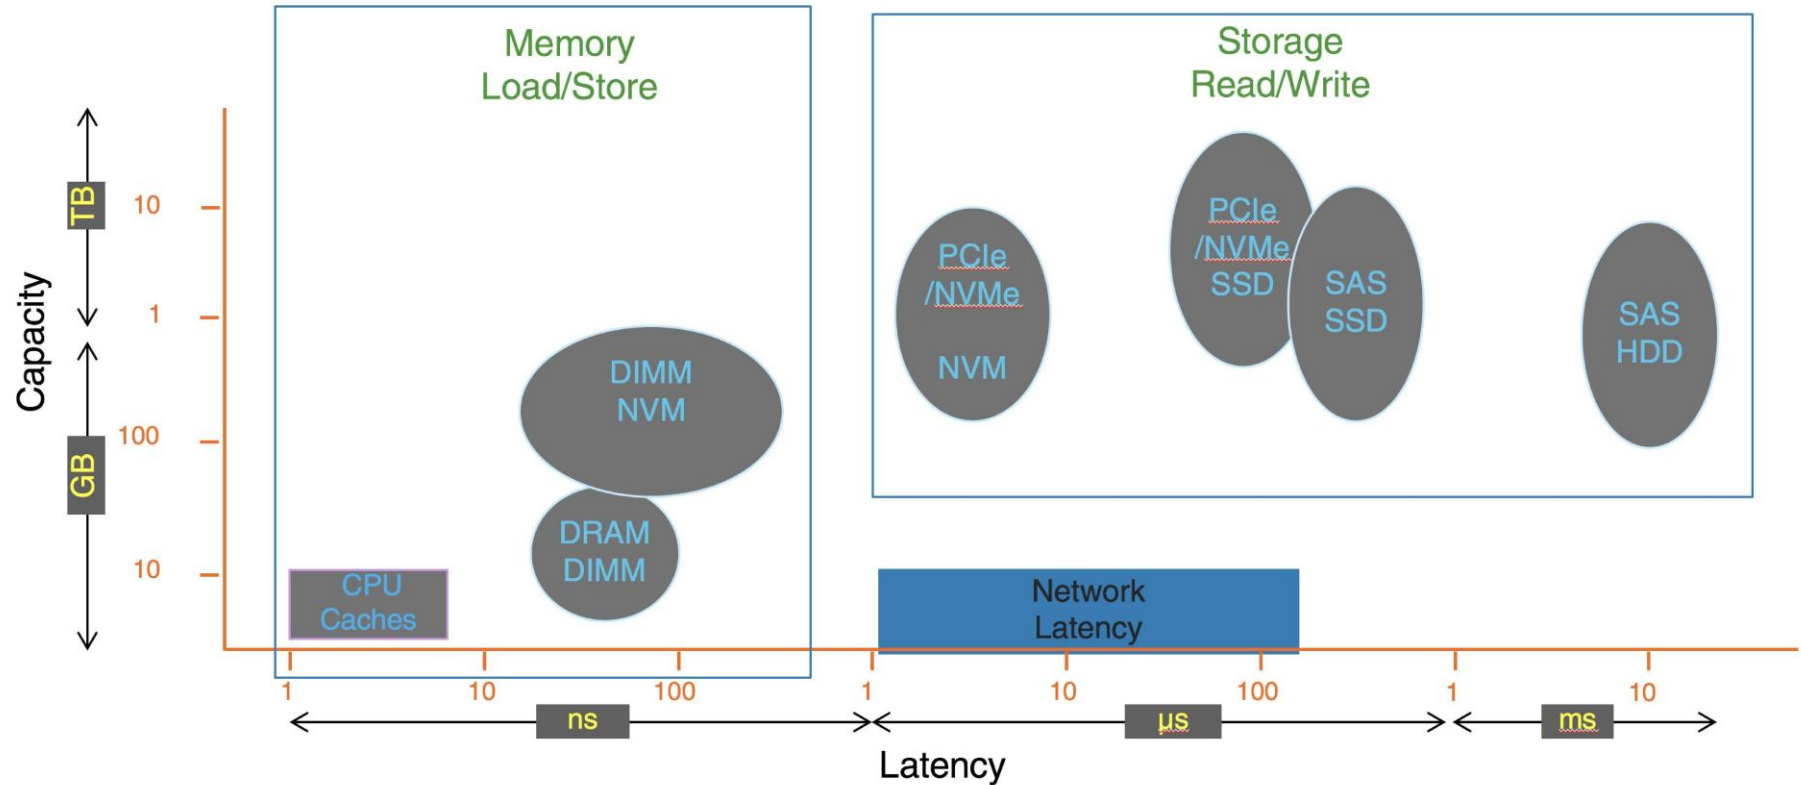 Memory
Load/Store
Storage
Read/Write
Capacity
TB
GB
10
1
100
10
PCIe
/NVMe
NVM
PCIe
/NVMe
SSD
SAS
SSD
SAS
HDD
DIMM
NVM
DRAM
DIMM
CPU
Caches
Network
Latency
1
10
100
1
10
100
1
10
ns
µs
ms
Latency